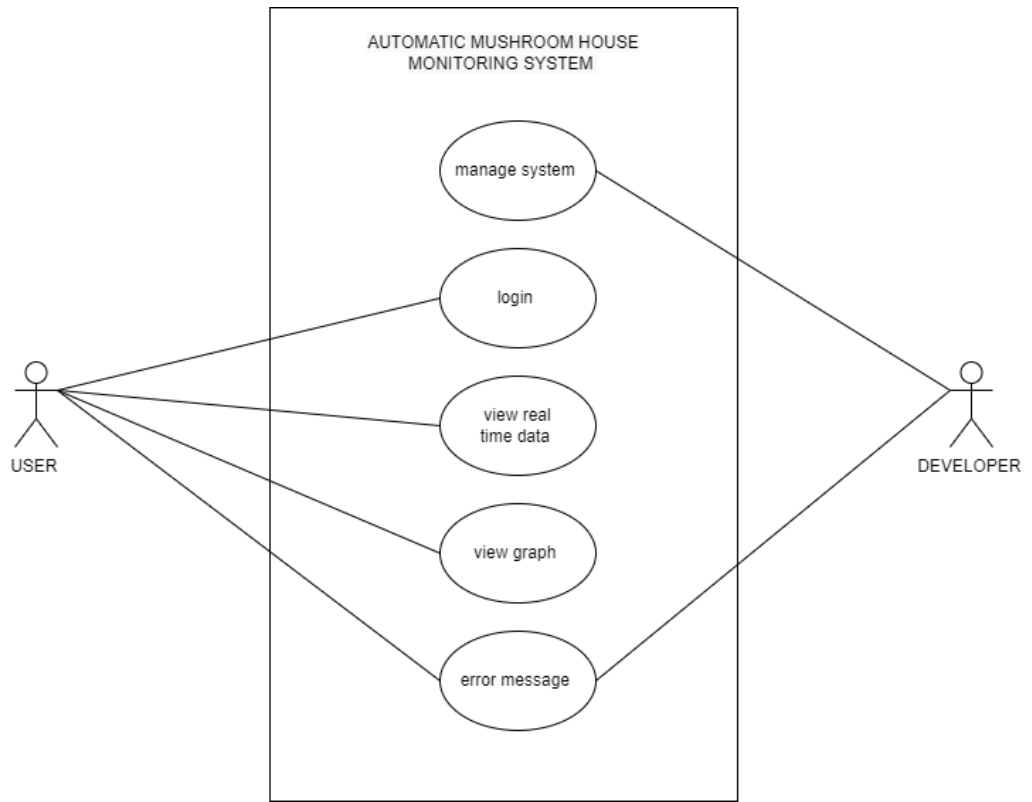 AUTOMATIC MUSHROOM HOUSE
MONITORING SYSTEM
manage system
login
view real
time data
USER
DEVELOPER
view graph
error message